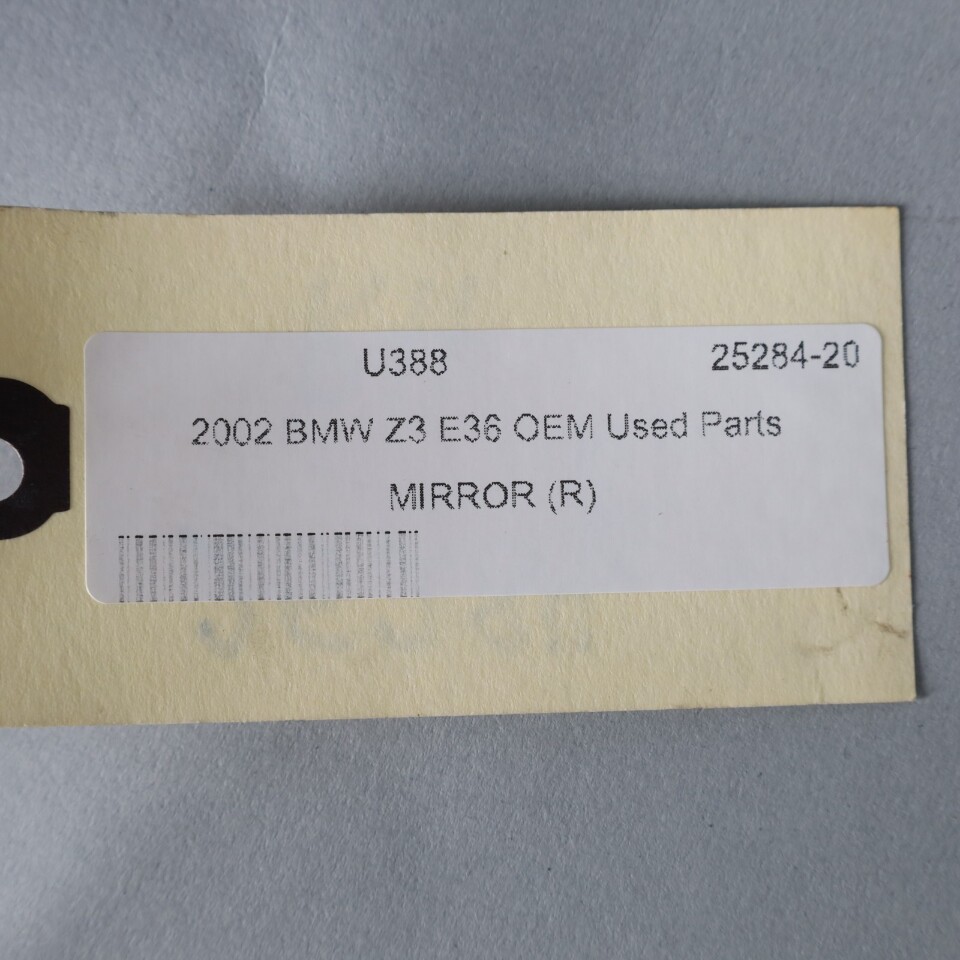 U388 25284-20
2002 BMW Z3 E36 OEM Used Parts
MIRROR (R)